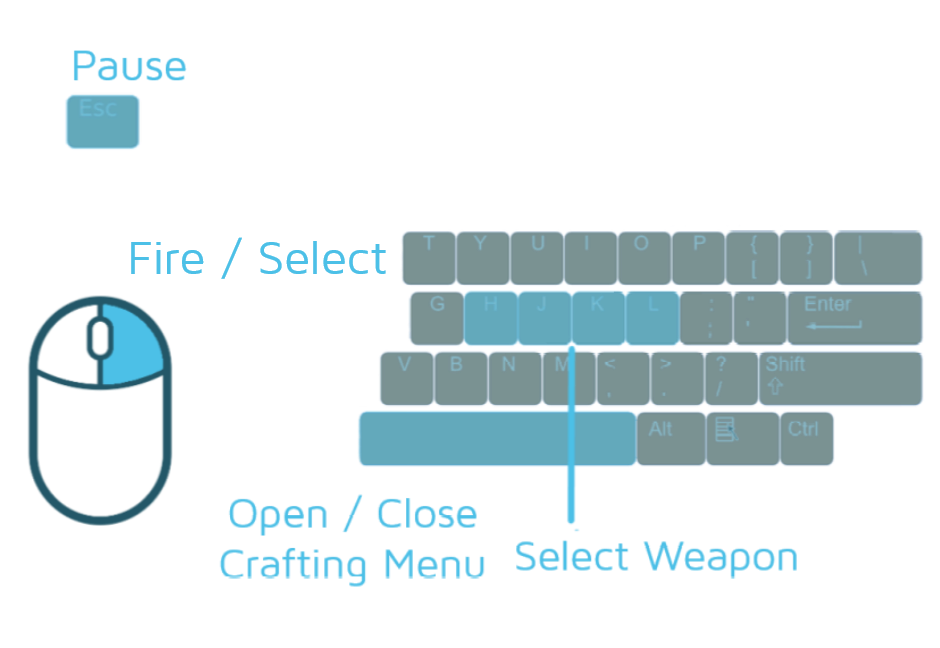 Pause
Esc
Fire / Select
T Y U I O P { [ } ] | \
G H J K L : ; " ' Enter
V B N M < , > . ? / Shift
Alt Ctrl
Open / Close
Crafting Menu
Select Weapon